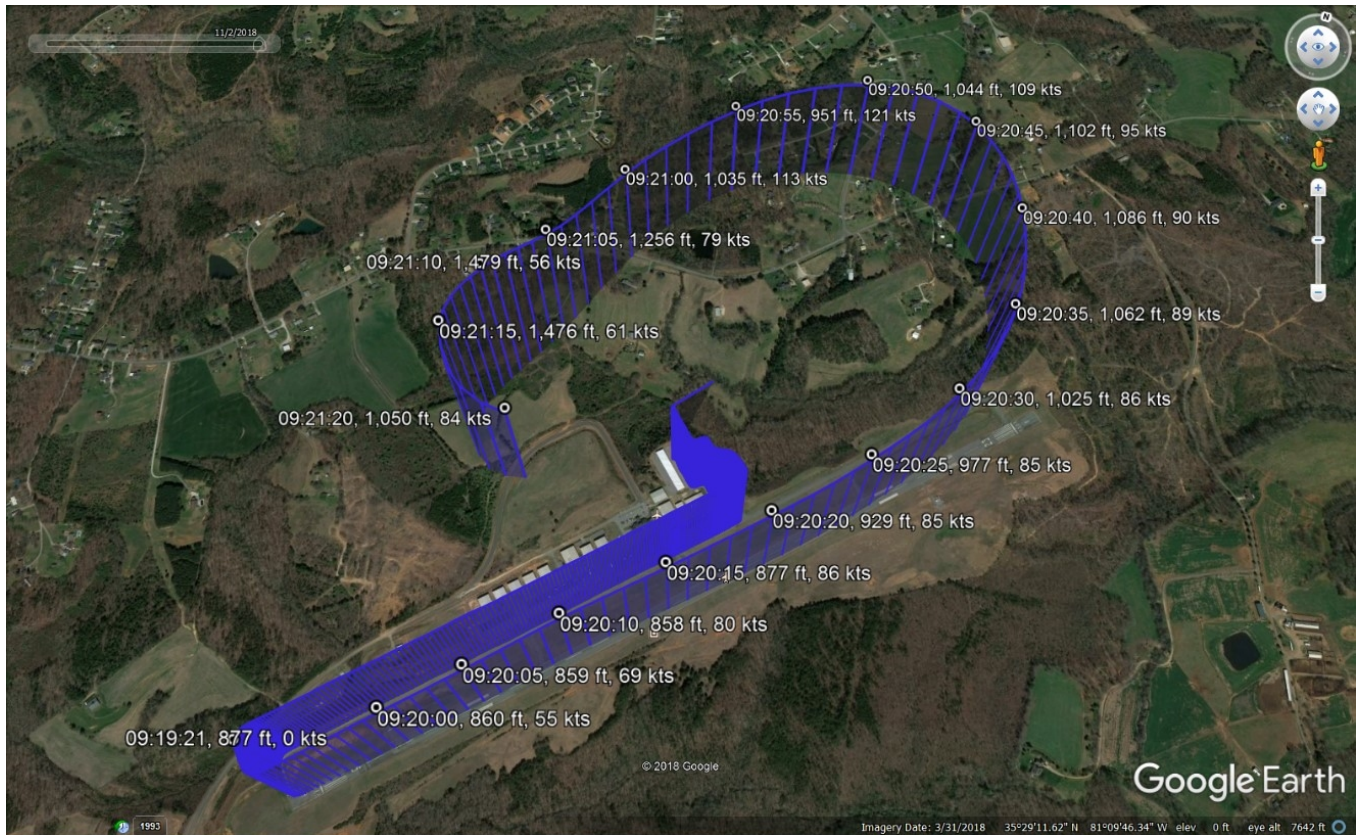 11/2/2018
N
09:20:50, 1,044 ft, 109 kts
09:20:55, 951 ft, 121 kts
09:20:45, 1,102 ft, 95 kts
09:21:00, 1,035 ft, 113 kts
09:20:40, 1,086 ft, 90 kts
09:21:05, 1,256 ft, 79 kts
09:21:10, 1,479 ft, 56 kts
09:20:35, 1,062 ft, 89 kts
09:21:15, 1,476 ft, 61 kts
09:20:30, 1,025 ft, 86 kts
09:21:20, 1,050 ft, 84 kts
09:20:25, 977 ft, 85 kts
09:20:20, 929 ft, 85 kts
09:20:15, 877 ft, 86 kts
09:20:10, 858 ft, 80 kts
09:20:05, 859 ft, 69 kts
09:20:00, 860 ft, 55 kts
09:19:21, 877 ft, 0 kts
© 2018 Google
Google Earth
1993
Imagery Date: 3/31/2018 35°29'11.62" N 81°09'46.34" W elev 0 ft eye alt 7642 ft